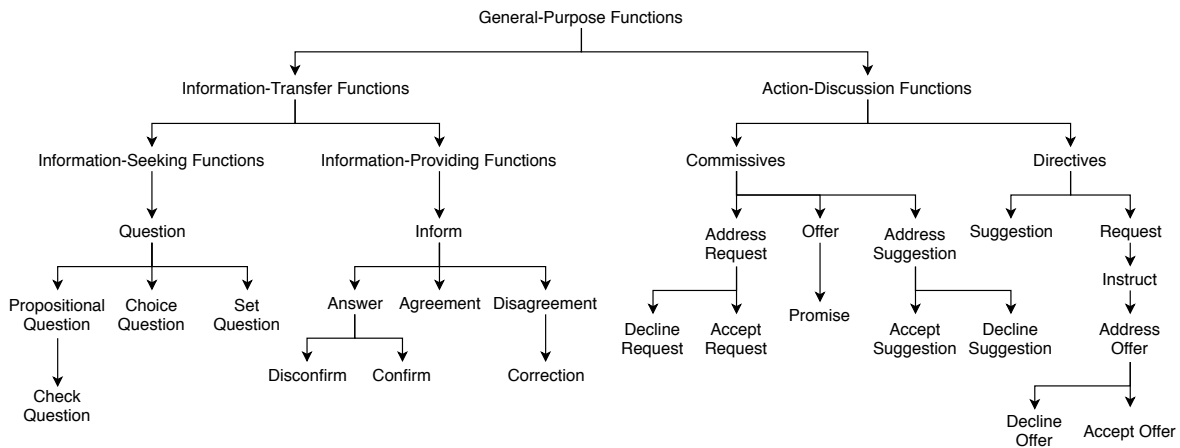 General-Purpose Functions
Information-Transfer Functions
Action-Discussion Functions
Information-Seeking Functions
Information-Providing Functions
Commissives
Directives
Question
Inform
Address
Request
Offer
Address
Suggestion
Suggestion
Request
Propositional
Question
Choice
Question
Set
Question
Answer
Agreement
Disagreement
Instruct
Decline
Request
Accept
Request
Promise
Accept
Suggestion
Decline
Suggestion
Address
Offer
Check
Question
Disconfirm
Confirm
Correction
Decline
Offer
Accept Offer